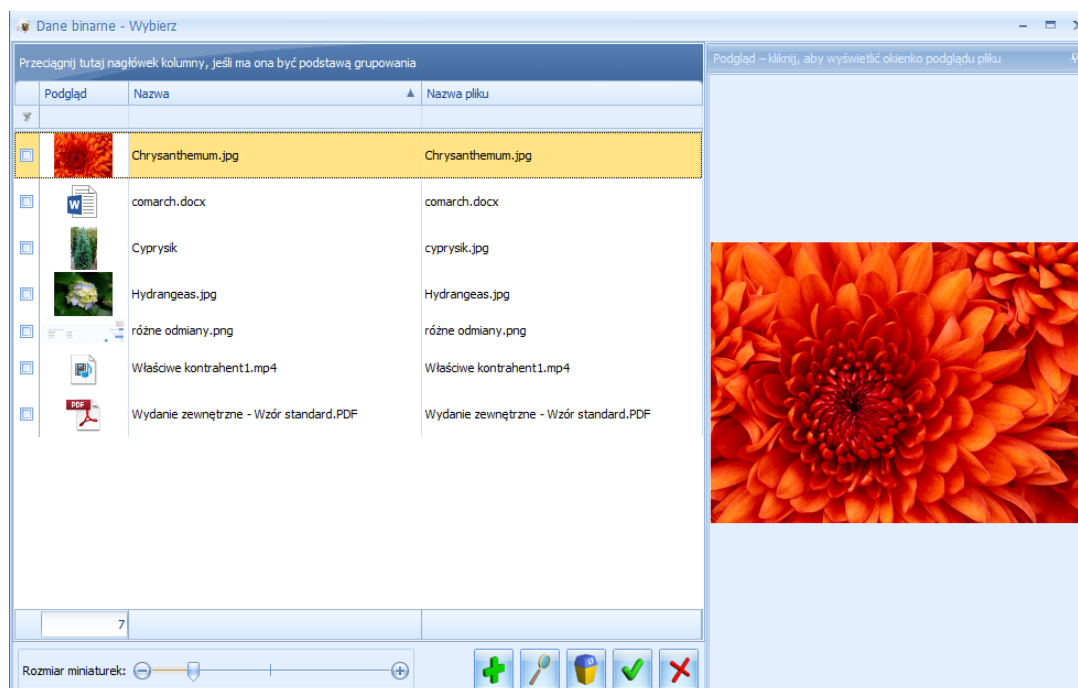 Dane binarne - Wybierz
Przeciągnij tutaj nagłówek kolumny, jeśli ma ona być podstawą grupowania
Podgląd – kliknij, aby wyświetlić okienko podglądu pliku
Podgląd Nazwa Nazwa pliku
Chrysanthemum.jpg Chrysanthemum.jpg
comarch.docx comarch.docx
Cyprysik cyprysik.jpg
Hydrangeas.jpg Hydrangeas.jpg
różne odmiany.png różne odmiany.png
Właściwe kontrahent1.mp4 Właściwe kontrahent1.mp4
PDF
Wydanie zewnętrzne - Wzór standard.PDF Wydanie zewnętrzne - Wzór standard.PDF
7
Rozmiar miniaturek: